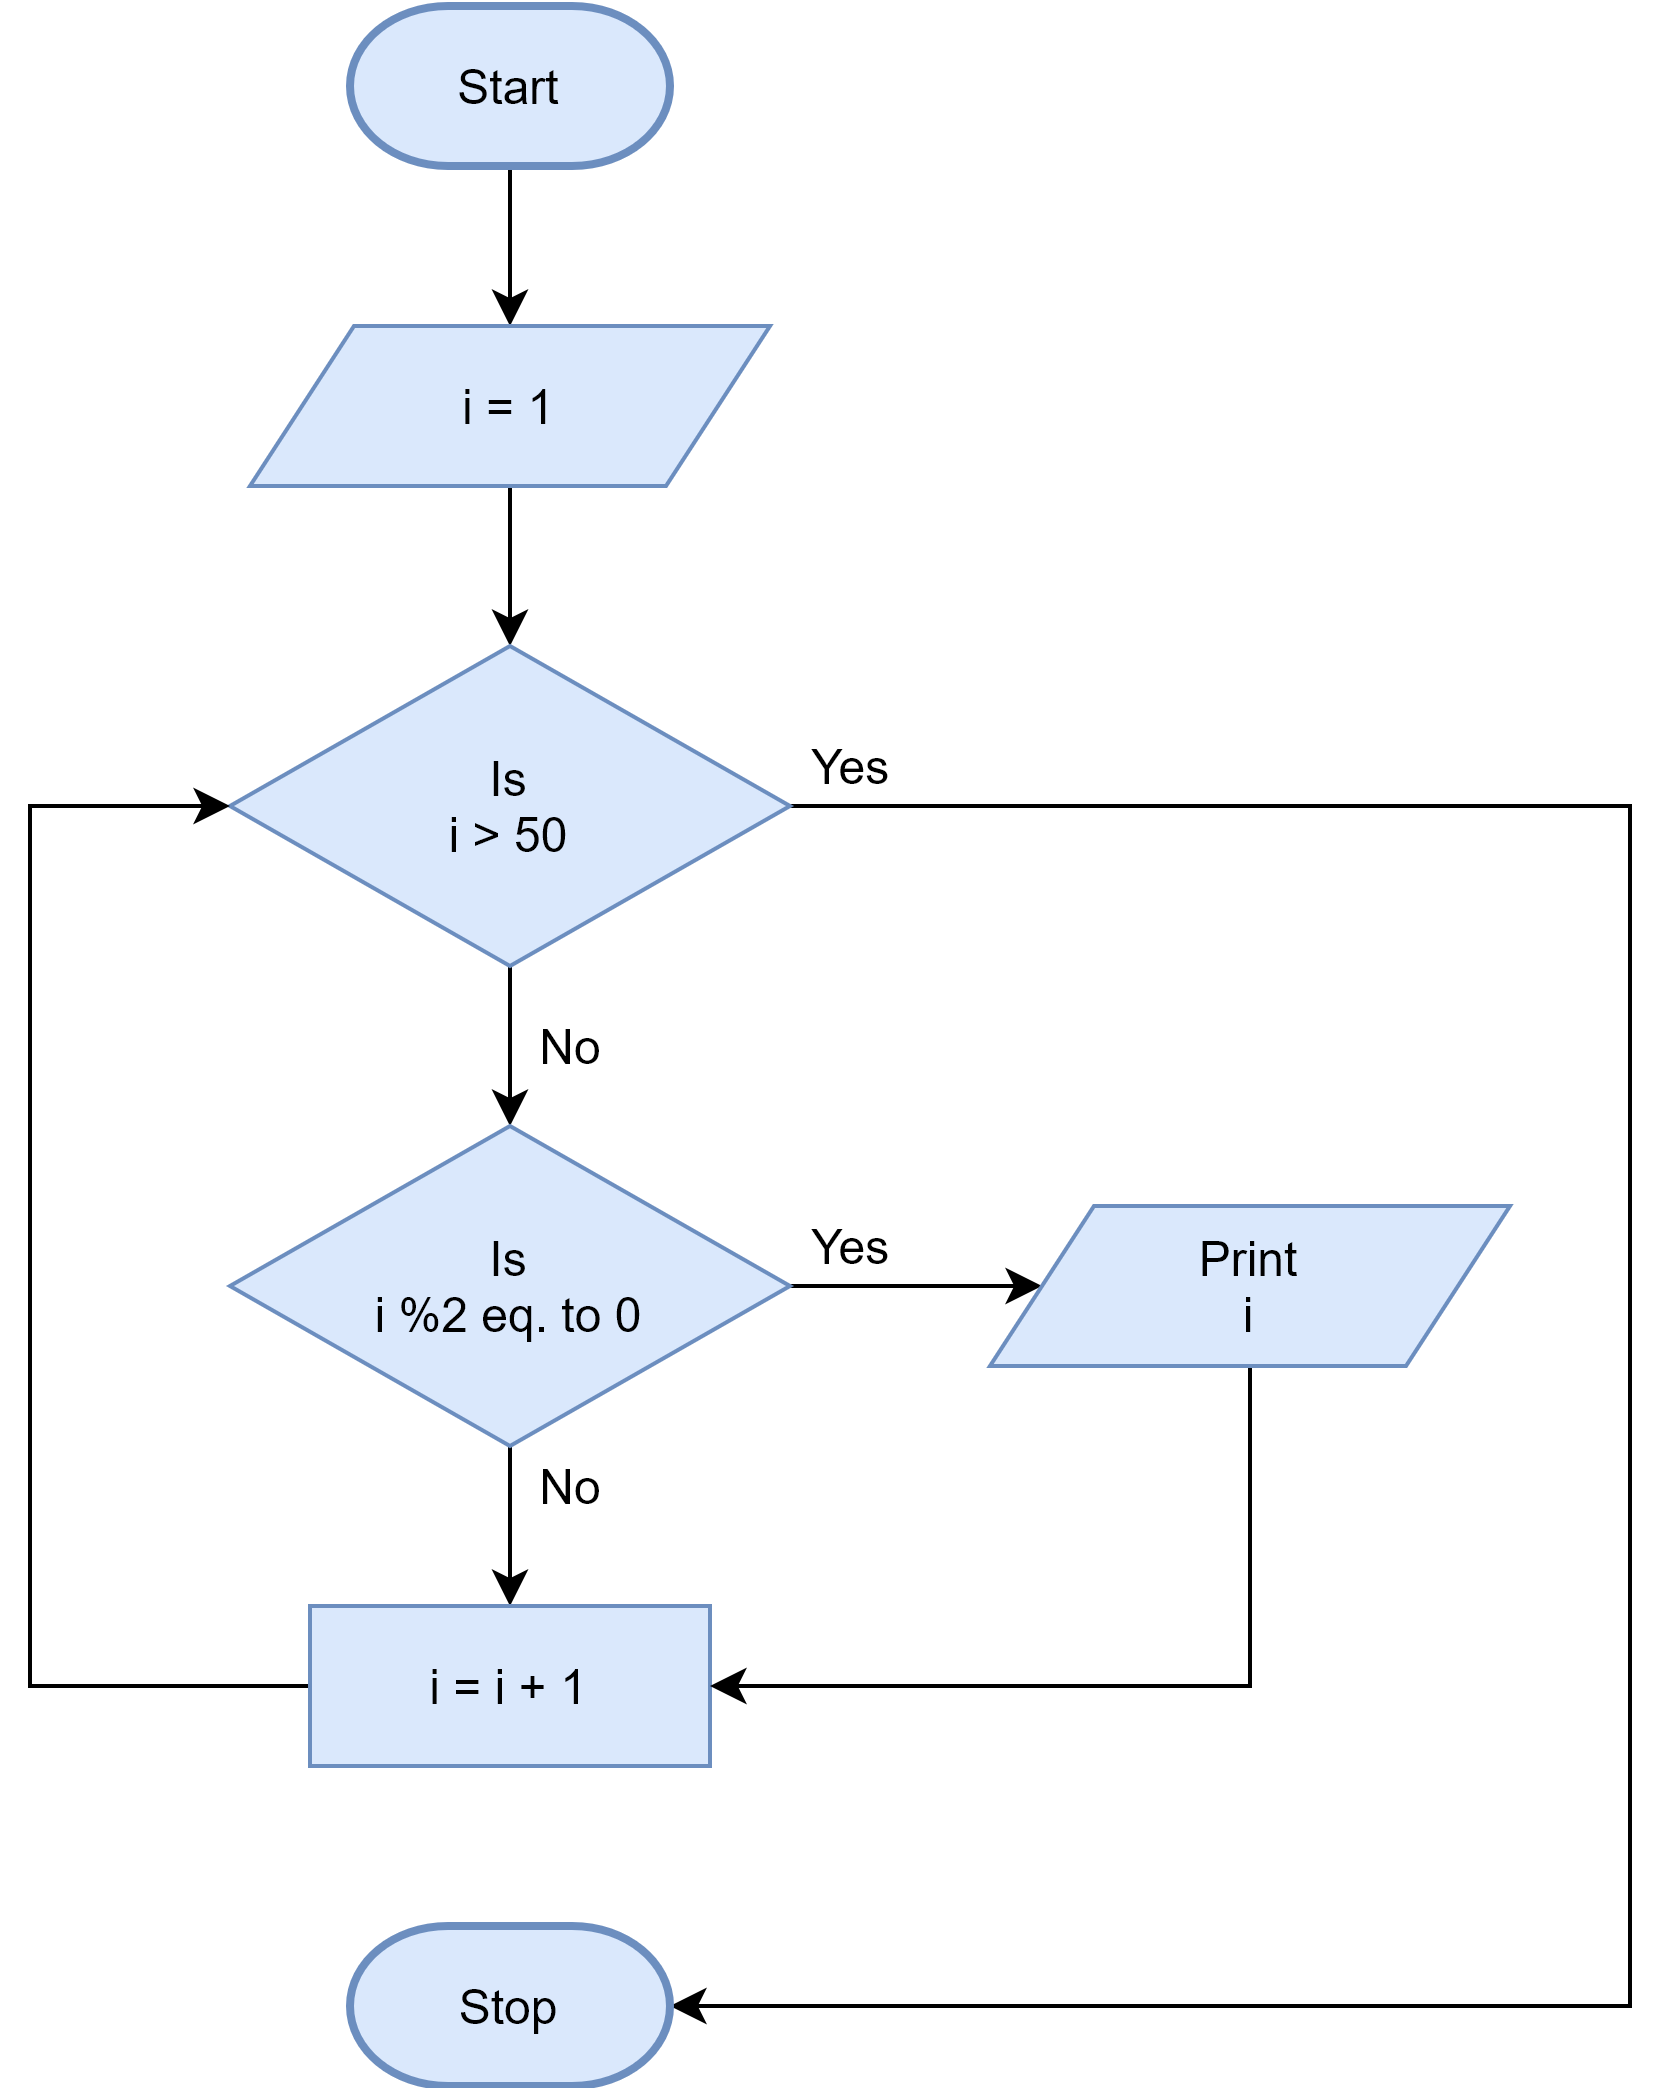 Start
i = 1
Is
i > 50
Yes
No
Is
i %2 eq. to 0
Yes
Print
i
No
i = i + 1
Stop